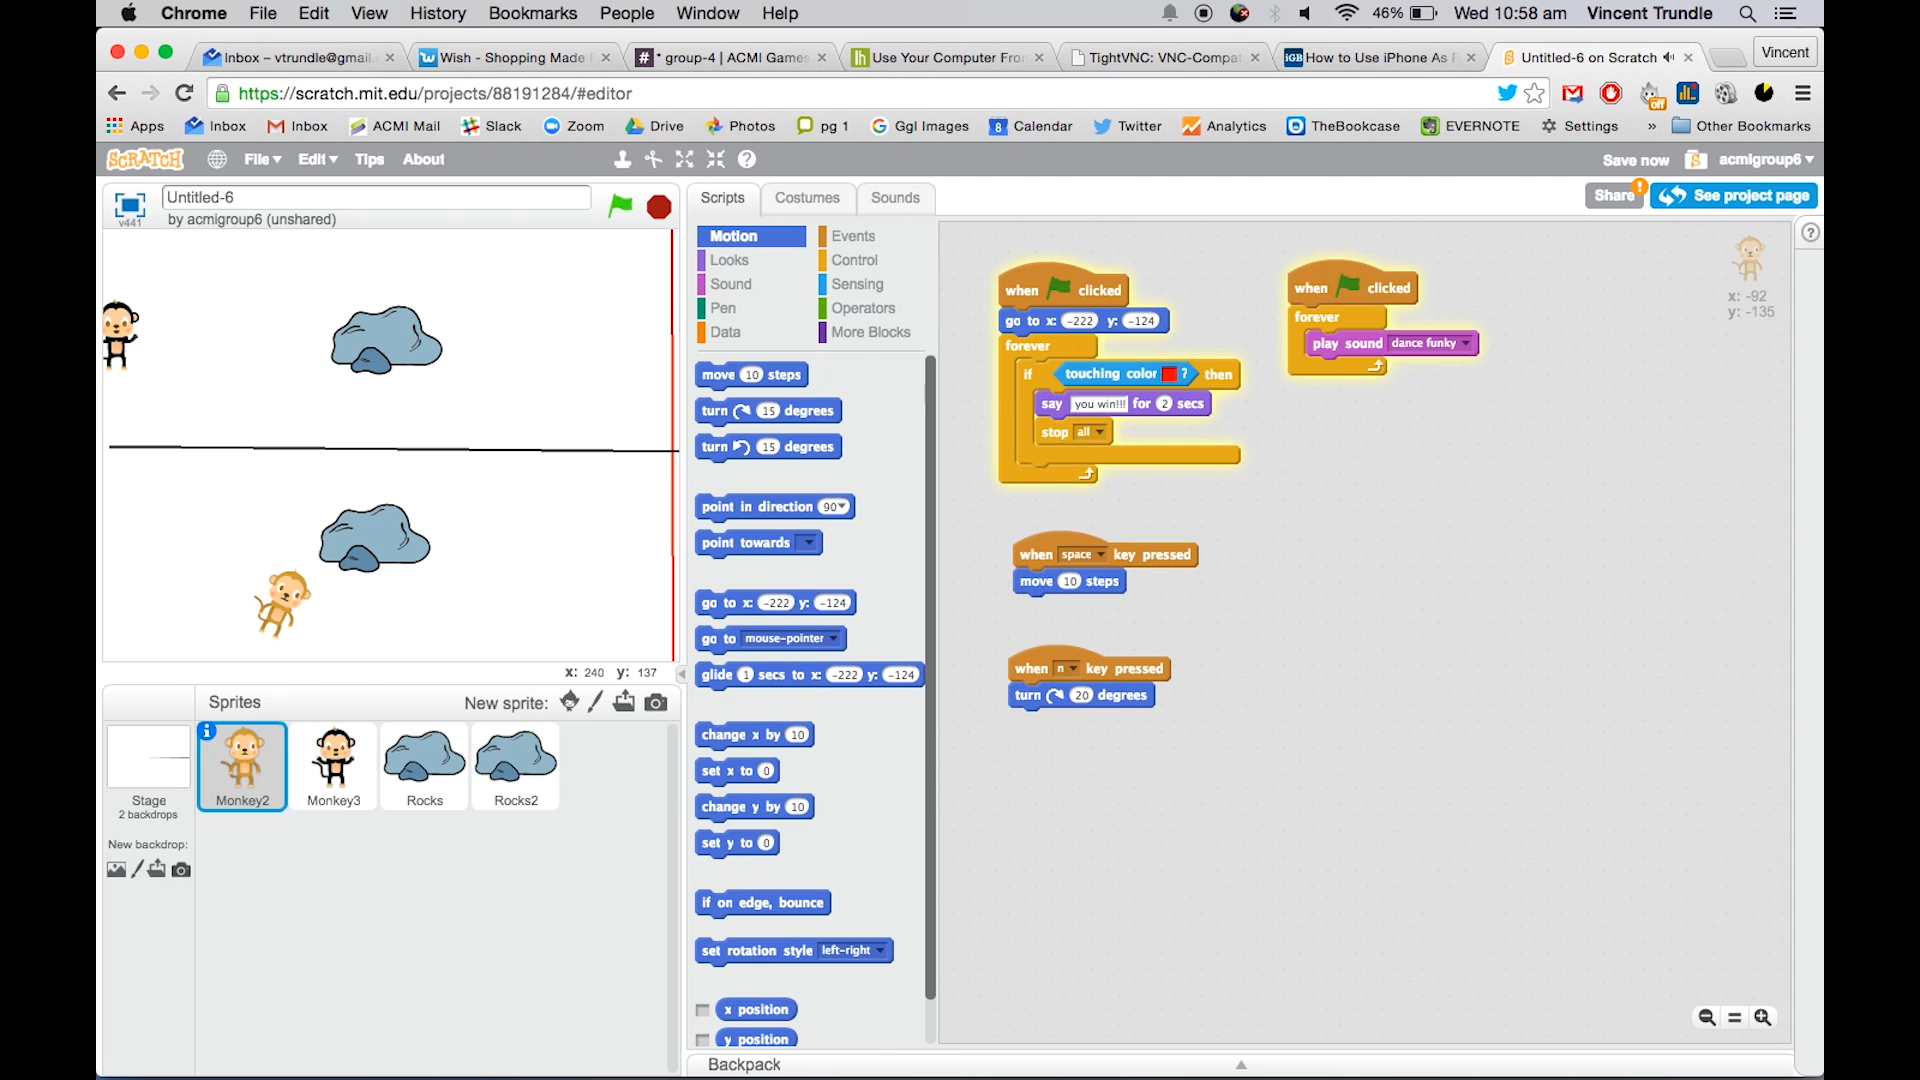 Chrome File Edit View History Bookmarks People Window Help 46% Wed 10:58 am Vincent Trundle
Inbox – vtrundle@gmail. Wish - Shopping Made * group-4 | ACMI Games Use Your Computer From TightVNC: VNC-Compat iGB How to Use iPhone As Untitled-6 on Scratch Vincent
https://scratch.mit.edu/projects/88191284/#editor off
Apps Inbox Inbox ACMI Mail Slack Zoom Drive Photos pg 1 Ggl Images 8 Calendar Twitter Analytics TheBookcase EVERNOTE Settings » Other Bookmarks
SCRATCH File Edit Tips About Save now acmigroup6
Untitled-6
by acmigroup6 (unshared)
v441
Scripts Costumes Sounds
Share ! See project page
Motion Events
Looks Control
Sound Sensing
Pen Operators
Data More Blocks
move 10 steps
turn 15 degrees
turn 15 degrees
point in direction 90
point towards
go to x: -222 y: -124
go to mouse-pointer
glide 1 secs to x: -222 y: -124
change x by 10
set x to 0
change y by 10
set y to 0
if on edge, bounce
set rotation style left-right
x position
y position
when clicked
go to x: -222 y: -124
forever
if touching color ? then
say you win!!! for 2 secs
stop all
when clicked
forever
play sound dance funky
when space key pressed
move 10 steps
when n key pressed
turn 20 degrees
x: -92
y: -135
?
x: 240 y: 137
Sprites New sprite:
Stage
2 backdrops
New backdrop:
Monkey2 Monkey3 Rocks Rocks2
Backpack